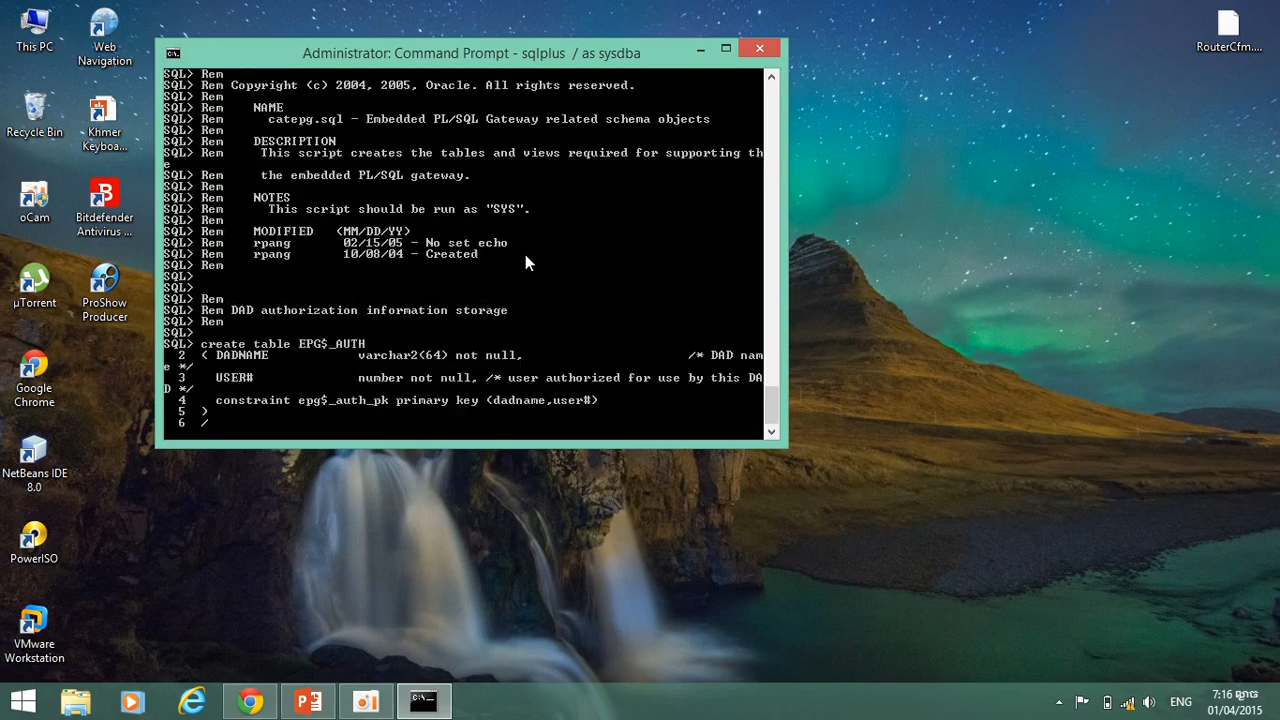 This PC
Web
Navigation
Recycle Bin
Khmer
Keyboa...
oCam
Bitdefender
Antivirus ...
µTorrent
ProShow
Producer
Google
Chrome
NetBeans IDE
8.0
PowerISO
VMware
Workstation
RouterCfm....
Administrator: Command Prompt - sqlplus / as sysdba
SQL> Rem
SQL> Rem Copyright (c) 2004, 2005, Oracle. All rights reserved.
SQL> Rem
SQL> Rem    NAME
SQL> Rem      catepg.sql - Embedded PL/SQL Gateway related schema objects
SQL> Rem
SQL> Rem    DESCRIPTION
SQL> Rem     This script creates the tables and views required for supporting th
e
SQL> Rem     the embedded PL/SQL gateway.
SQL> Rem
SQL> Rem    NOTES
SQL> Rem      This script should be run as "SYS".
SQL> Rem
SQL> Rem    MODIFIED   (MM/DD/YY)
SQL> Rem    rpang       02/15/05 - No set echo
SQL> Rem    rpang       10/08/04 - Created
SQL> Rem
SQL>
SQL>
SQL> Rem
SQL> Rem DAD authorization information storage
SQL> Rem
SQL>
SQL> create table EPG$_AUTH
2 ( DADNAME            varchar2(64) not null,                      /* DAD nam
e */
3   USER#              number not null, /* user authorized for use by this DA
D */
4   constraint epg$_auth_pk primary key (dadname,user#)
5 )
6 /
ENG
7:16
01/04/2015